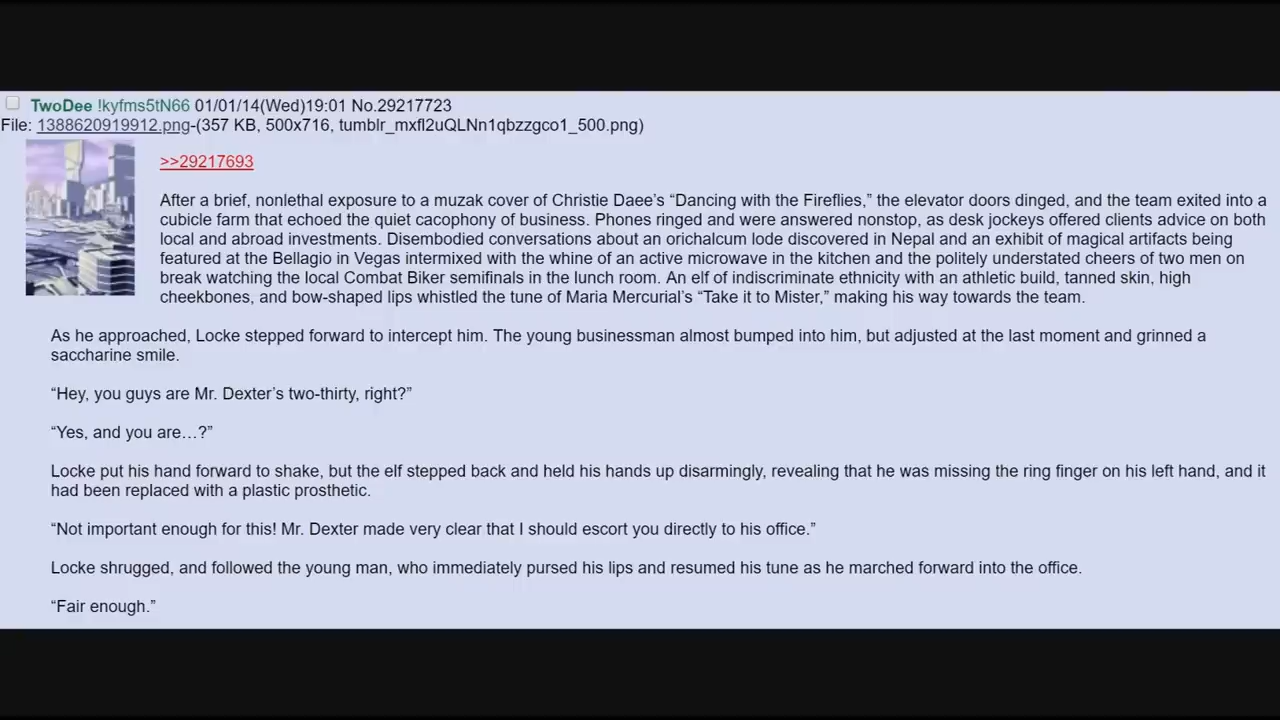 TwoDee !kyfms5tN66 01/01/14(Wed)19:01 No.29217723
File: 1388620919912.png-(357 KB, 500x716, tumblr_mxfl2uQLNn1qbzzgco1_500.png)
>>29217693
After a brief, nonlethal exposure to a muzak cover of Christie Daee’s “Dancing with the Fireflies,” the elevator doors dinged, and the team exited into a
cubicle farm that echoed the quiet cacophony of business. Phones ringed and were answered nonstop, as desk jockeys offered clients advice on both
local and abroad investments. Disembodied conversations about an orichalcum lode discovered in Nepal and an exhibit of magical artifacts being
featured at the Bellagio in Vegas intermixed with the whine of an active microwave in the kitchen and the politely understated cheers of two men on
break watching the local Combat Biker semifinals in the lunch room. An elf of indiscriminate ethnicity with an athletic build, tanned skin, high
cheekbones, and bow-shaped lips whistled the tune of Maria Mercurial’s “Take it to Mister,” making his way towards the team.
As he approached, Locke stepped forward to intercept him. The young businessman almost bumped into him, but adjusted at the last moment and grinned a
saccharine smile.
“Hey, you guys are Mr. Dexter’s two-thirty, right?”
“Yes, and you are…?”
Locke put his hand forward to shake, but the elf stepped back and held his hands up disarmingly, revealing that he was missing the ring finger on his left hand, and it
had been replaced with a plastic prosthetic.
“Not important enough for this! Mr. Dexter made very clear that I should escort you directly to his office.”
Locke shrugged, and followed the young man, who immediately pursed his lips and resumed his tune as he marched forward into the office.
“Fair enough.”